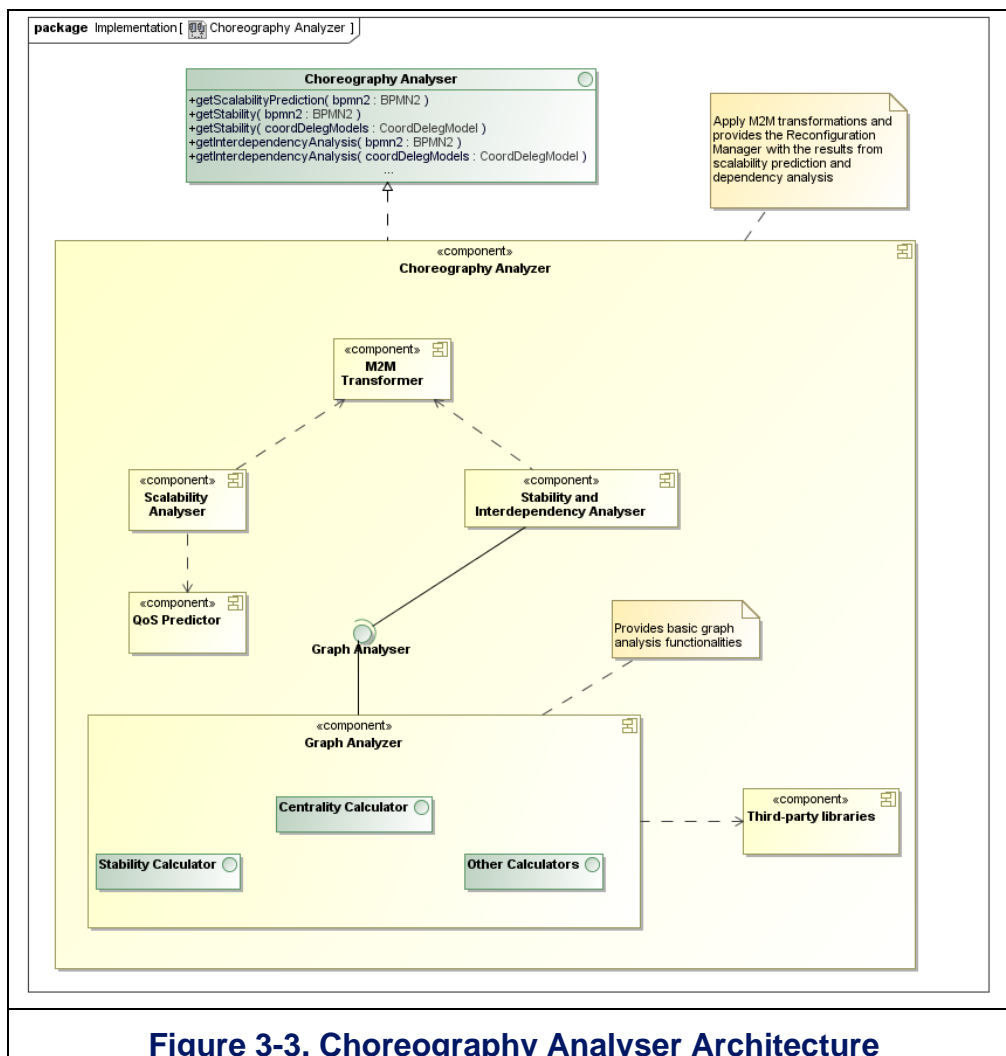 package Implementation [ Choreography Analyzer ]
Choreography Analyser
+getScalabilityPrediction( bpmn2 : BPMN2 )
+getStability( bpmn2 : BPMN2 )
+getStability( coordDelegModels : CoordDelegModel )
+getInterdependencyAnalysis( bpmn2 : BPMN2 )
+getInterdependencyAnalysis( coordDelegModels : CoordDelegModel )
...
Apply M2M transformations and
provides the Reconfiguration
Manager with the results from
scalability prediction and
dependency analysis
«component»
Choreography Analyzer
«component»
M2M
Transformer
«component»
Scalability
Analyser
«component»
Stability and
Interdependency Analyser
«component»
QoS Predictor
Graph Analyser
Provides basic graph
analysis functionalities
«component»
Graph Analyzer
Centrality Calculator
Stability Calculator
Other Calculators
«component»
Third-party libraries
Figure 3-3. Choreography Analyser Architecture